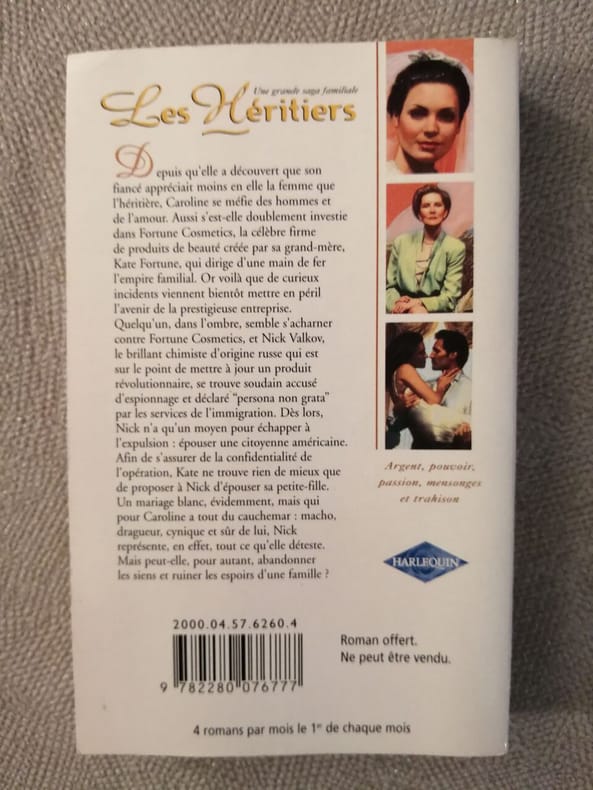 Une grande saga familiale
Les Héritiers
Depuis qu'elle a découvert que son
fiancé appréciait moins en elle la femme que
l'héritière, Caroline se méfie des hommes et
de l'amour. Aussi s'est-elle doublement investie
dans Fortune Cosmetics, la célèbre firme
de produits de beauté créée par sa grand-mère,
Kate Fortune, qui dirige d'une main de fer
l'empire familial. Or voilà que de curieux
incidents viennent bientôt mettre en péril
l'avenir de la prestigieuse entreprise.
Quelqu'un, dans l'ombre, semble s'acharner
contre Fortune Cosmetics, et Nick Valkov,
le brillant chimiste d'origine russe qui est
sur le point de mettre à jour un produit
révolutionnaire, se trouve soudain accusé
d'espionnage et déclaré "persona non grata"
par les services de l'immigration. Dès lors,
Nick n'a qu'un moyen pour échapper à
l'expulsion : épouser une citoyenne américaine.
Afin de s'assurer de la confidentialité de
l'opération, Kate ne trouve rien de mieux que
de proposer à Nick d'épouser sa petite-fille.
Un mariage blanc, évidemment, mais qui
pour Caroline a tout du cauchemar : macho,
dragueur, cynique et sûr de lui, Nick
représente, en effet, tout ce qu'elle déteste.
Mais peut-elle, pour autant, abandonner
les siens et ruiner les espoirs d'une famille ?
Argent, pouvoir,
passion, mensonges
et trahison
HARLEQUIN
2000.04.57.6260.4
9 782280 076777
Roman offert.
Ne peut être vendu.
4 romans par mois le 1er de chaque mois